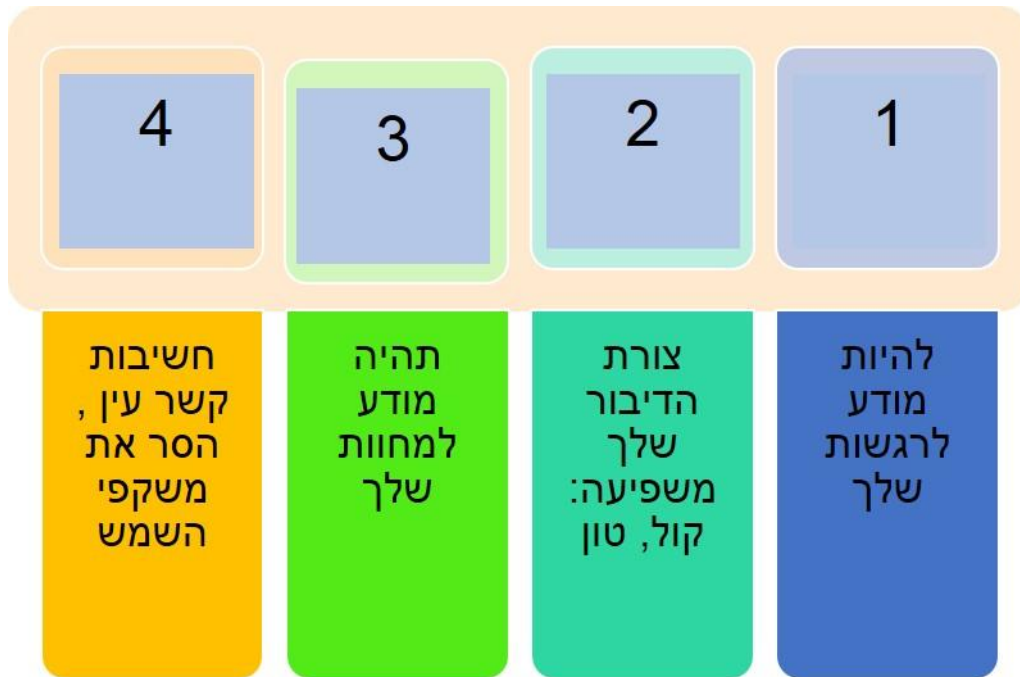 1
להיות
מודע
לרגשות
שלך
2
צורת
הדיבור
שלך
משפיעה:
קול, טון
3
תהיה
מודע
למחוות
שלך
4
חשיבות
קשר עין ,
הסר את
משקפי
השמש